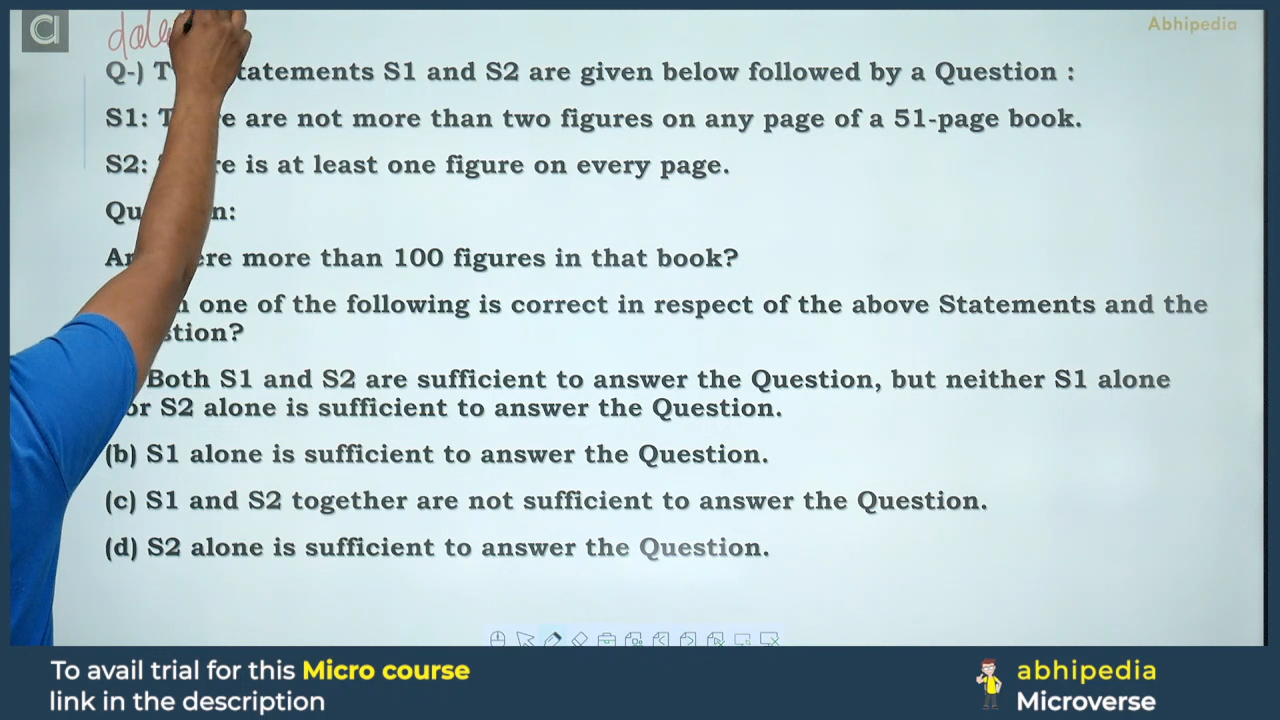 Abhipedia
Q-) tatements S1 and S2 are given below followed by a Question :
S1: re are not more than two figures on any page of a 51-page book.
S2: re is at least one figure on every page.
Qu n:
ere more than 100 figures in that book?
one of the following is correct in respect of the above Statements and the
stion?
Both S1 and S2 are sufficient to answer the Question, but neither S1 alone
or S2 alone is sufficient to answer the Question.
(b) S1 alone is sufficient to answer the Question.
(c) S1 and S2 together are not sufficient to answer the Question.
(d) S2 alone is sufficient to answer the Question.
To avail trial for this Micro course
link in the description
abhipedia
Microverse